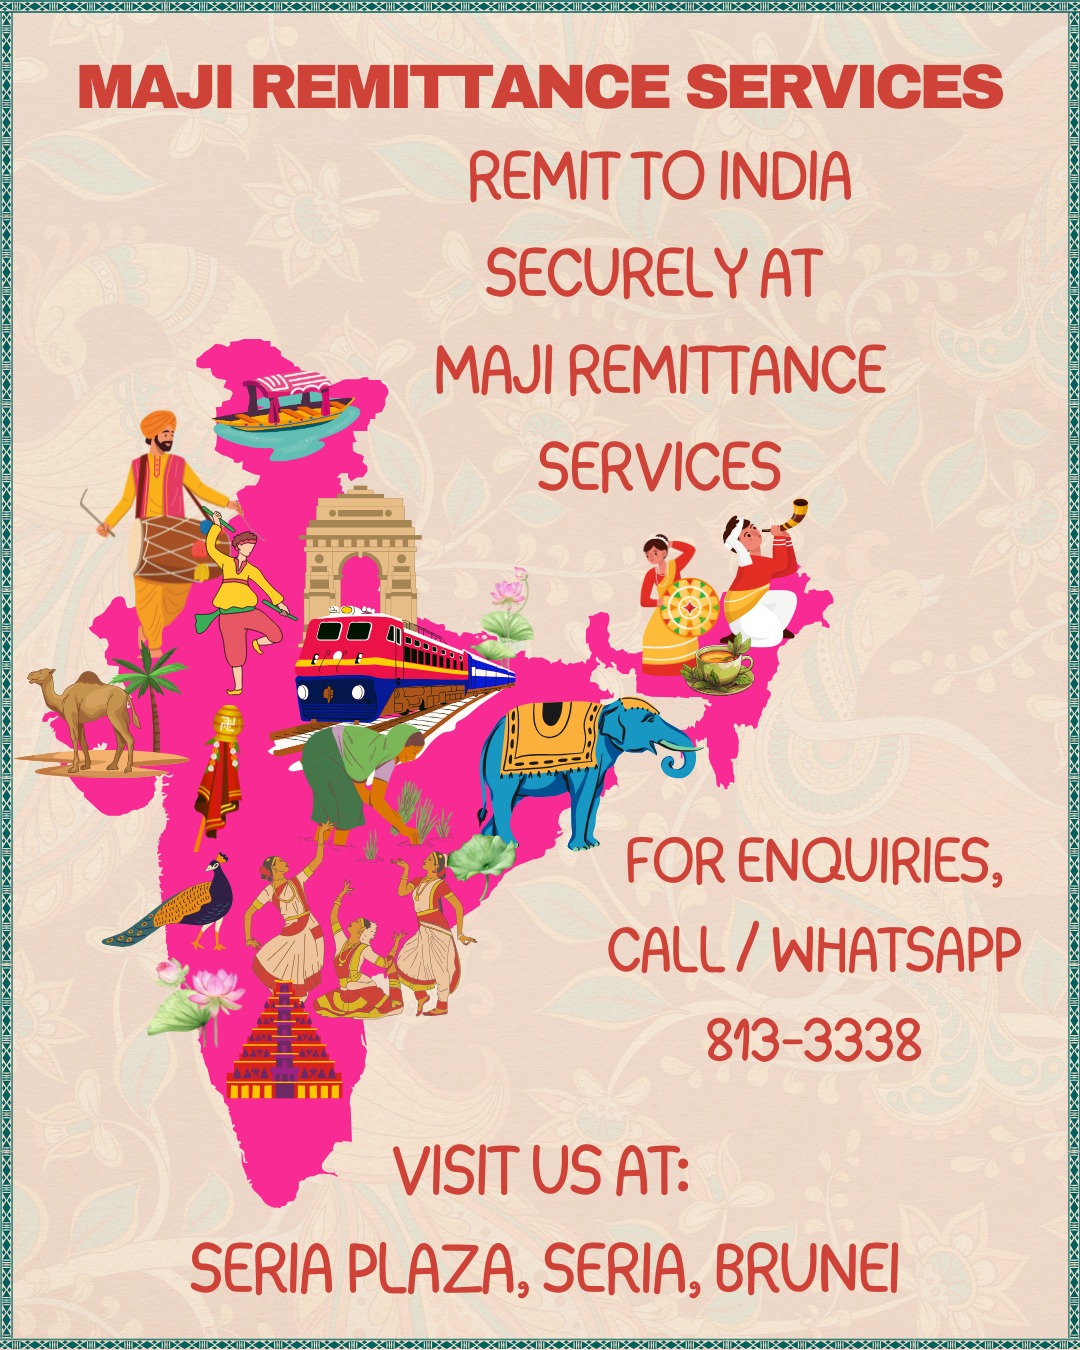 MAJI REMITTANCE SERVICES
REMIT TO INDIA
SECURELY AT
MAJI REMITTANCE
SERVICES
FOR ENQUIRIES,
CALL / WHATSAPP
813-3338
VISIT US AT:
SERIA PLAZA, SERIA, BRUNEI